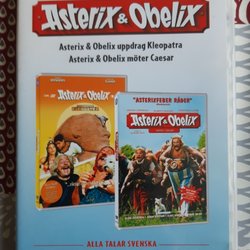 Asterix & Obelix
Asterix & Obelix uppdrag Kleopatra
Asterix & Obelix möter Caesar
Asterix & Obelix
"ASTERIXFEBER RÅDER"
Asterix & Obelix
ALLA TALAR SVENSKA